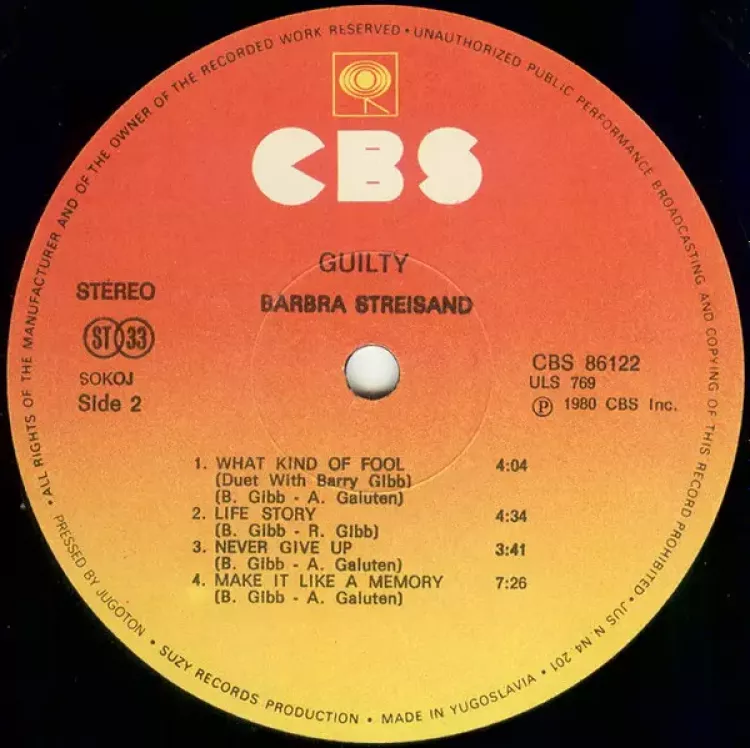 • ALL RIGHTS OF THE MANUFACTURER AND OF THE OWNER OF THE RECORDED WORK RESERVED • UNAUTHORIZED PUBLIC PERFORMANCE BROADCASTING AND COPYING OF THIS RECORD PROHIBITED • JUS N. N4. 201 •
CBS
GUILTY
BARBRA STREISAND
STEREO
ST 33
SOKOJ
Side 2
CBS 86122
ULS 769
Ⓟ 1980 CBS Inc.
1. WHAT KIND OF FOOL 4:04
(Duet With Barry Gibb)
(B. Gibb - A. Galuten)
2. LIFE STORY 4:34
(B. Gibb - R. Gibb)
3. NEVER GIVE UP 3:41
(B. Gibb - A. Galuten)
4. MAKE IT LIKE A MEMORY 7:26
(B. Gibb - A. Galuten)
PRESSED BY JUGOTON • SUZY RECORDS PRODUCTION • MADE IN YUGOSLAVIA •